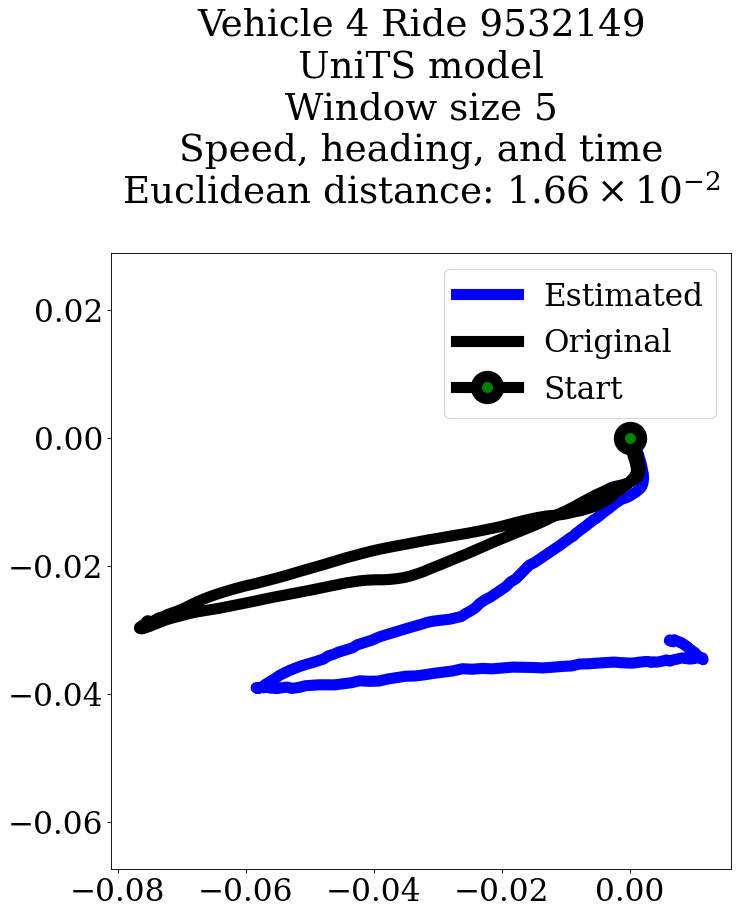 Vehicle 4 Ride 9532149
UniTS model
Window size 5
Speed, heading, and time
Euclidean distance: 1.66 × 10⁻²
Estimated
Original
Start
0.02
0.00
−0.02
−0.04
−0.06
−0.08 −0.06 −0.04 −0.02 0.00